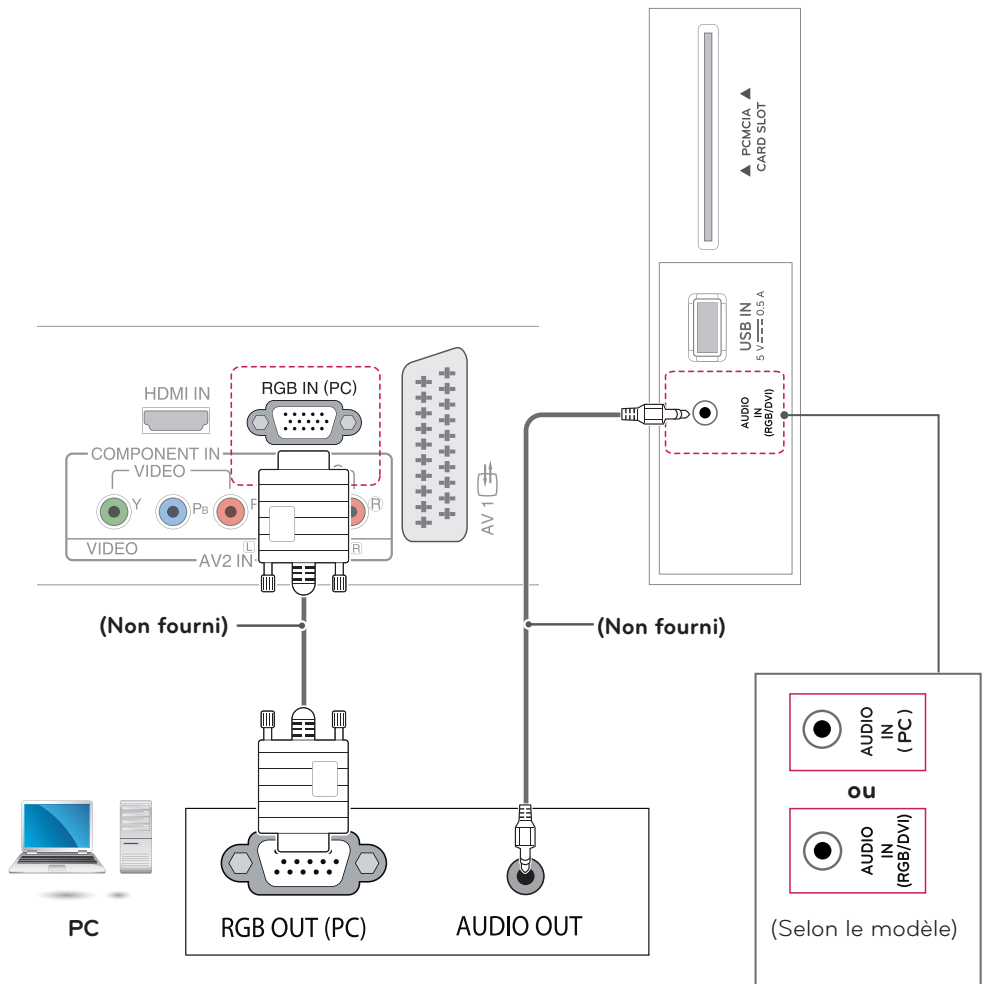 ▲ PCMCIA ▲
CARD SLOT
USB IN
5 V 0.5 A
AUDIO
IN
(RGB/DVI)
HDMI IN
RGB IN (PC)
COMPONENT IN
VIDEO
Y
PB
R
VIDEO
L
R
AV2 IN
AV 1
(Non fourni)
(Non fourni)
AUDIO
IN
(PC)
ou
AUDIO
IN
(RGB/DVI)
(Selon le modèle)
PC
RGB OUT (PC)
AUDIO OUT